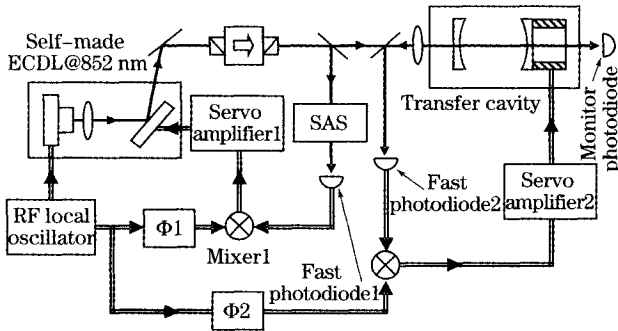 Self-made
ECDL@852 nm
Transfer cavity
Monitor
photodiode
Servo
amplifier1
SAS
Fast
photodiode2
Servo
amplifier2
RF local
oscillator
Φ1
Mixer1
Fast
photodiode1
Φ2